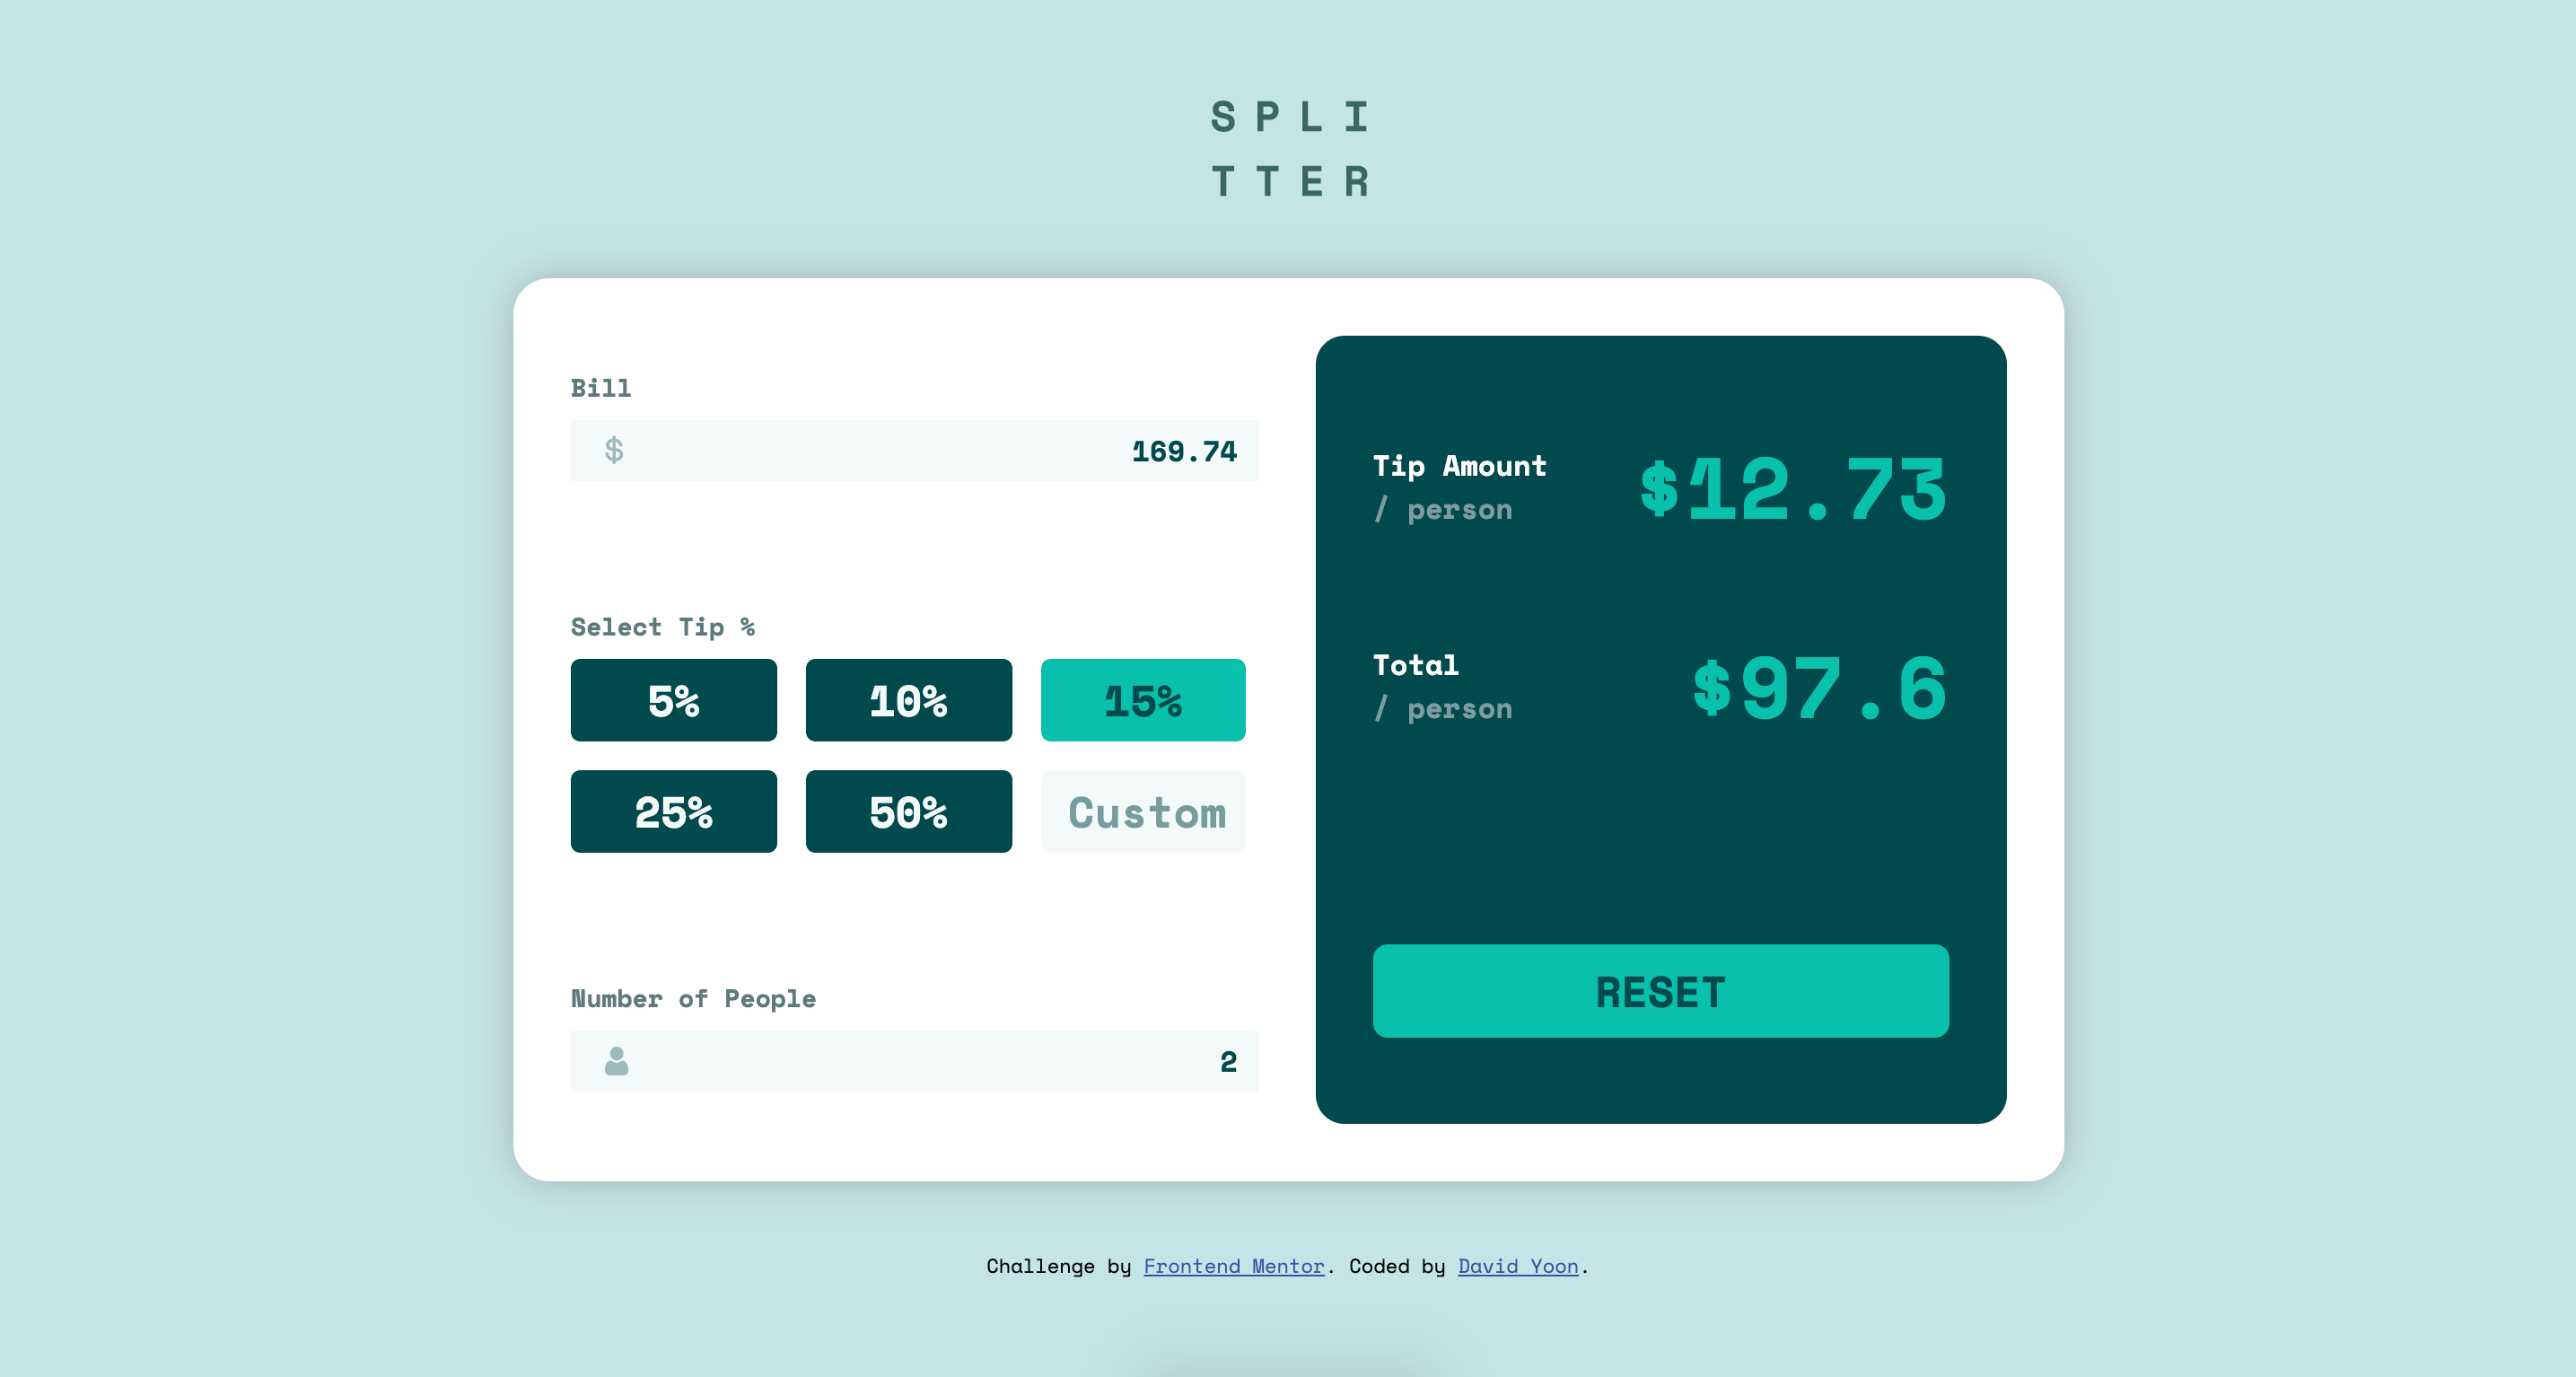 SPLI
TTER
Bill
$ 169.74
Select Tip %
5% 10% 15%
25% 50% Custom
Number of People
2
Tip Amount
/ person
$12.73
Total
/ person
$97.6
RESET
Challenge by Frontend Mentor. Coded by David Yoon.